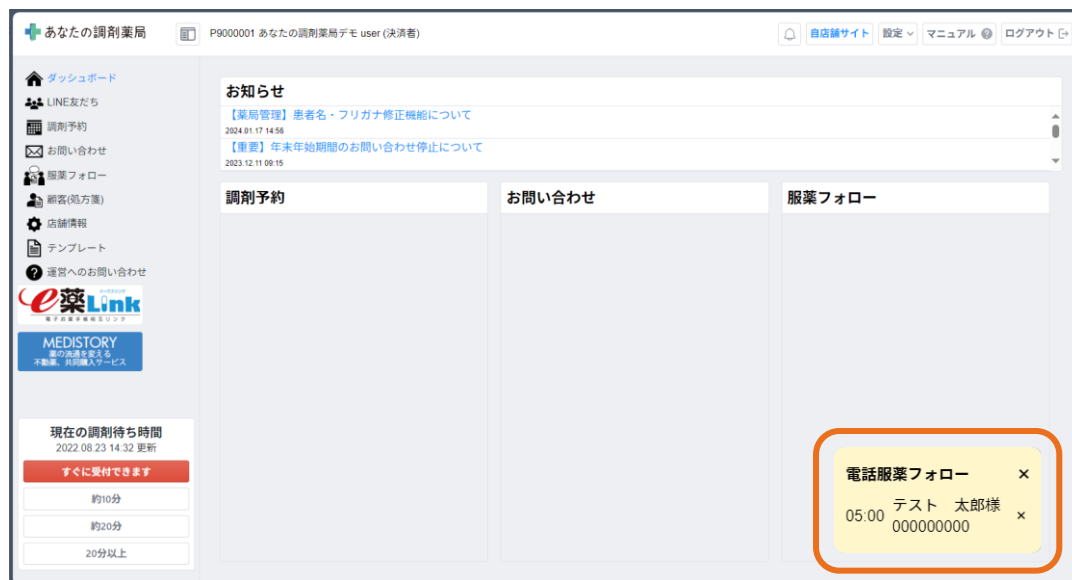 あなたの調剤薬局
P9000001 あなたの調剤薬局デモ user (決済者)
自店舗サイト
設定
マニュアル
ログアウト
ダッシュボード
LINE友だち
調剤予約
お問い合わせ
服薬フォロー
顧客(処方箋)
店舗情報
テンプレート
運営へのお問い合わせ
e薬Link
電子お薬手帳相互リンク
MEDISTORY
薬の流通を変える
不動薬、共同購入サービス
現在の調剤待ち時間
2022.08.23 14:32 更新
すぐに受付できます
約10分
約20分
20分以上
お知らせ
【薬局管理】患者名・フリガナ修正機能について
2024.01.17 14:56
【重要】年末年始期間のお問い合わせ停止について
2023.12.11 09:15
調剤予約
お問い合わせ
服薬フォロー
電話服薬フォロー ×
05:00 テスト　太郎様 ×
000000000